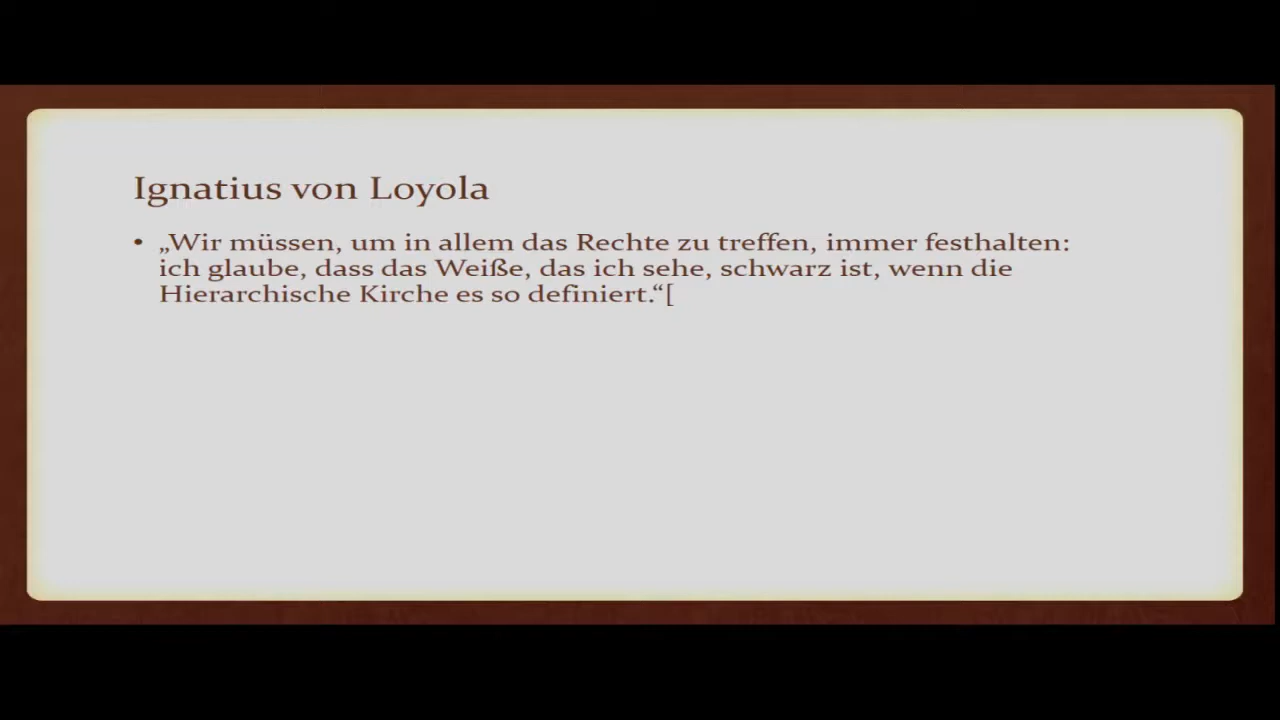 Ignatius von Loyola
• „Wir müssen, um in allem das Rechte zu treffen, immer festhalten:
ich glaube, dass das Weiße, das ich sehe, schwarz ist, wenn die
Hierarchische Kirche es so definiert.“[